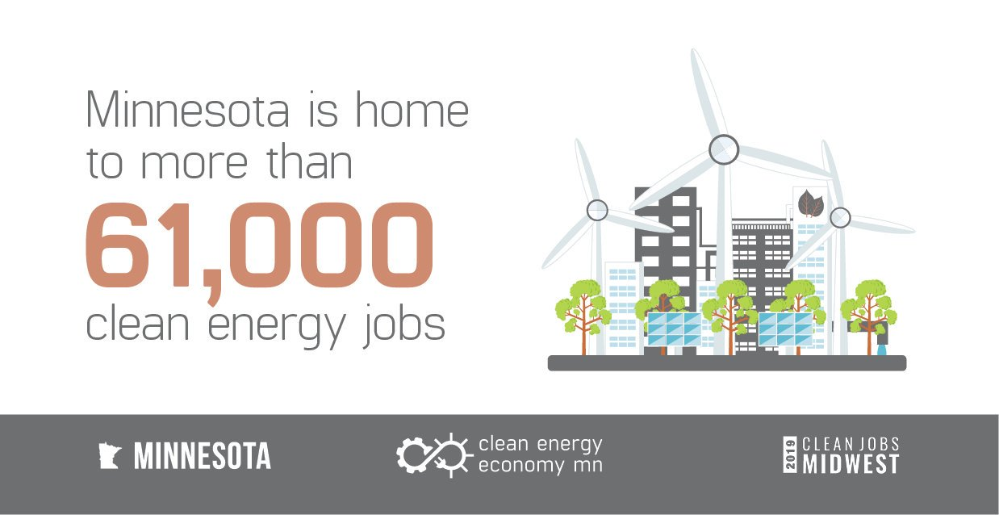 Minnesota is home
to more than
61,000
clean energy jobs
MINNESOTA
clean energy
economy mn
2019
CLEAN JOBS
MIDWEST